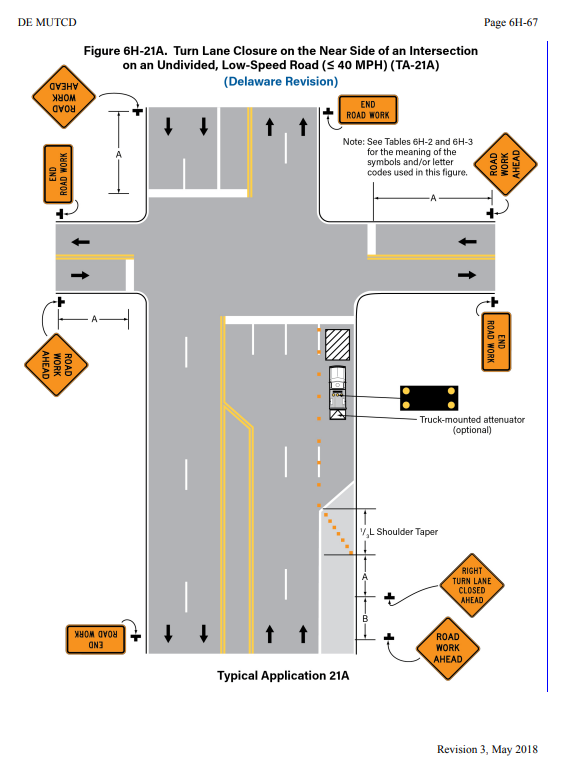 DE MUTCD
Page 6H-67
Figure 6H-21A. Turn Lane Closure on the Near Side of an Intersection
on an Undivided, Low-Speed Road (≤ 40 MPH) (TA-21A)
(Delaware Revision)
ROAD
WORK
AHEAD
END
ROAD WORK
Note: See Tables 6H-2 and 6H-3
for the meaning of the
symbols and/or letter
codes used in this figure.
A
END
ROAD WORK
ROAD
WORK
AHEAD
A
A
ROAD
WORK
AHEAD
END
ROAD WORK
Truck-mounted attenuator
(optional)
1/3L Shoulder Taper
A
RIGHT
TURN LANE
CLOSED
AHEAD
B
END
ROAD WORK
ROAD
WORK
AHEAD
Typical Application 21A
Revision 3, May 2018